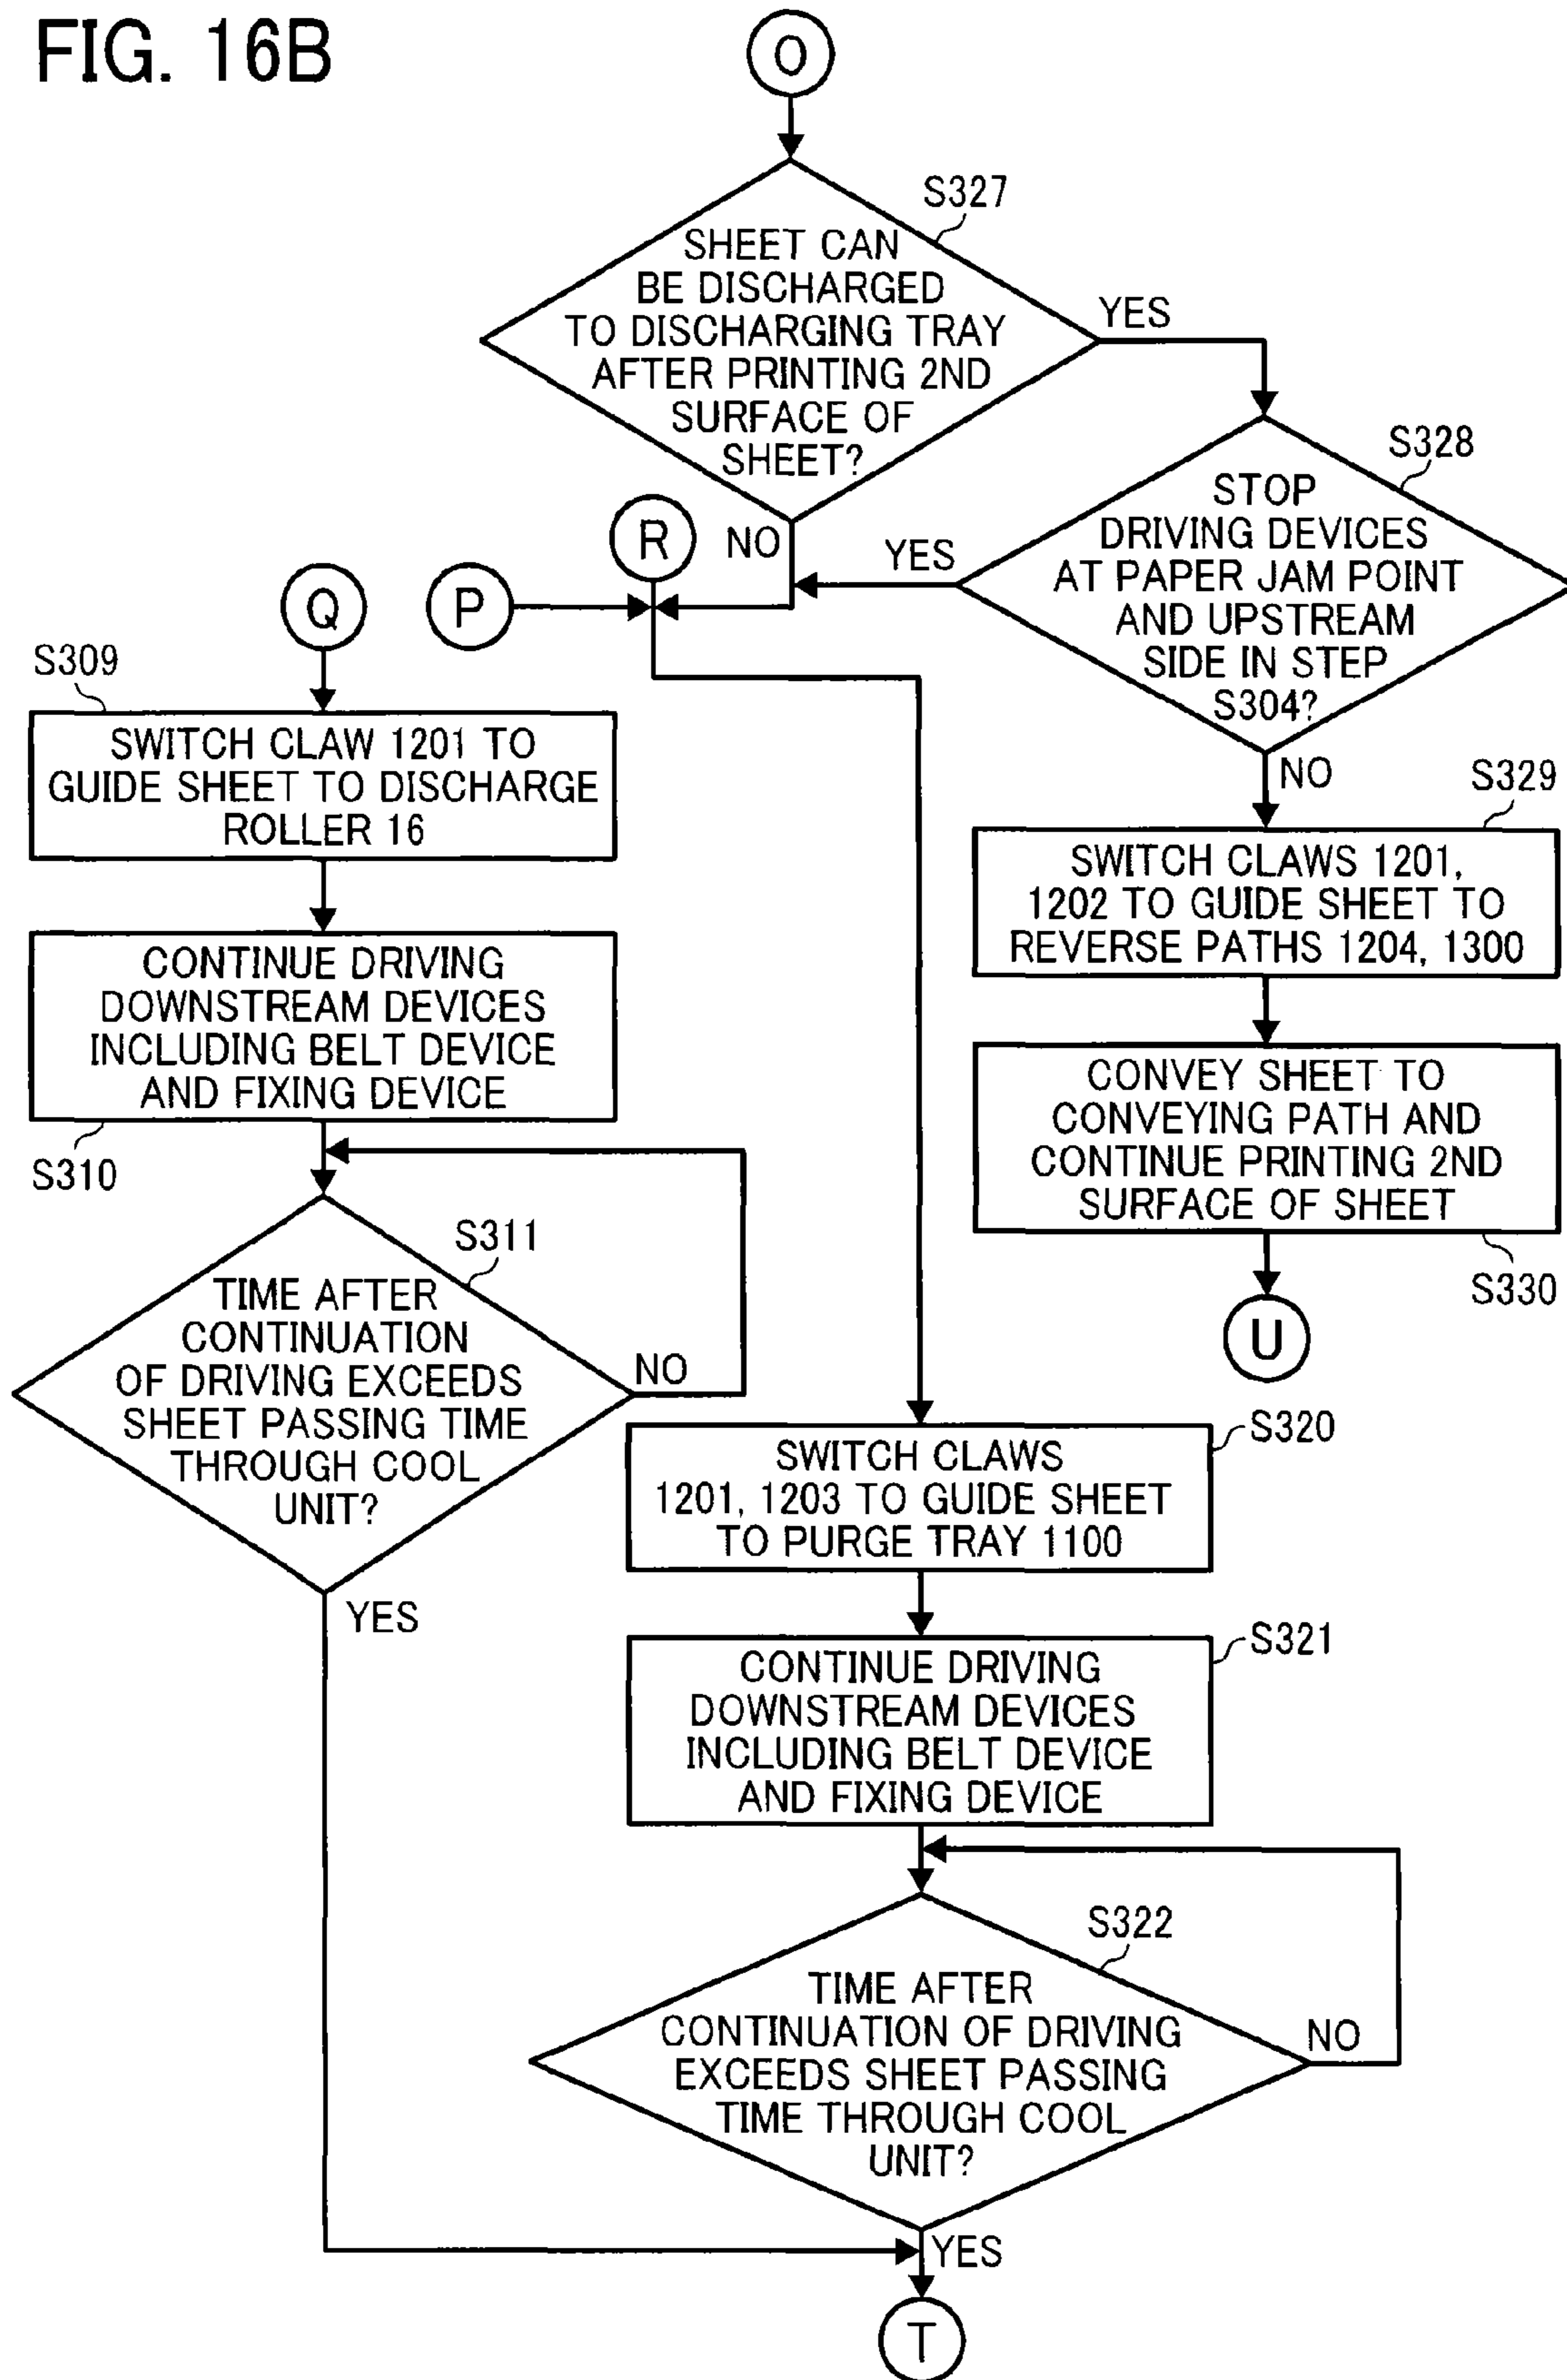 FIG. 16B
O
S327
SHEET CAN
BE DISCHARGED
TO DISCHARGING TRAY
AFTER PRINTING 2ND
SURFACE OF
SHEET?
YES
NO
S328
STOP
DRIVING DEVICES
AT PAPER JAM POINT
AND UPSTREAM
SIDE IN STEP
S304?
YES
NO
R
P
Q
S309
SWITCH CLAW 1201 TO
GUIDE SHEET TO DISCHARGE
ROLLER 16
CONTINUE DRIVING
DOWNSTREAM DEVICES
INCLUDING BELT DEVICE
AND FIXING DEVICE
S310
S311
TIME AFTER
CONTINUATION
OF DRIVING EXCEEDS
SHEET PASSING TIME
THROUGH COOL
UNIT?
NO
YES
S329
SWITCH CLAWS 1201,
1202 TO GUIDE SHEET TO
REVERSE PATHS 1204, 1300
CONVEY SHEET TO
CONVEYING PATH AND
CONTINUE PRINTING 2ND
SURFACE OF SHEET
S330
U
S320
SWITCH CLAWS
1201, 1203 TO GUIDE SHEET
TO PURGE TRAY 1100
S321
CONTINUE DRIVING
DOWNSTREAM DEVICES
INCLUDING BELT DEVICE
AND FIXING DEVICE
S322
TIME AFTER
CONTINUATION OF DRIVING
EXCEEDS SHEET PASSING
TIME THROUGH COOL
UNIT?
NO
YES
T